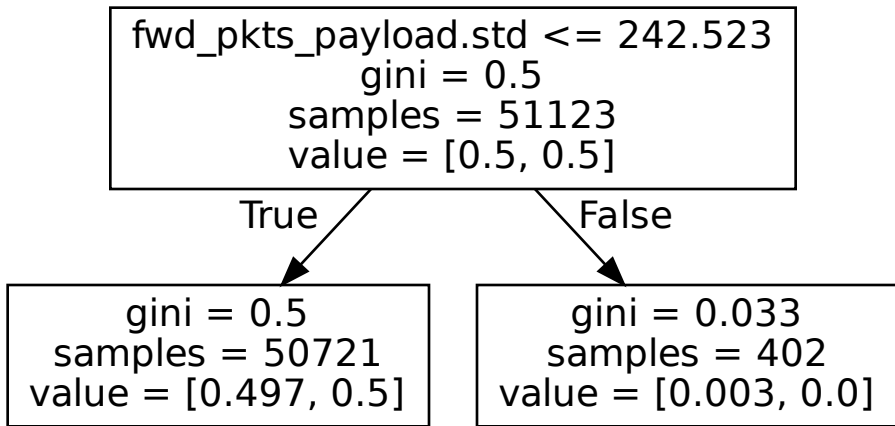 fwd_pkts_payload.std <= 242.523
gini = 0.5
samples = 51123
value = [0.5, 0.5]
True
False
gini = 0.5
samples = 50721
value = [0.497, 0.5]
gini = 0.033
samples = 402
value = [0.003, 0.0]